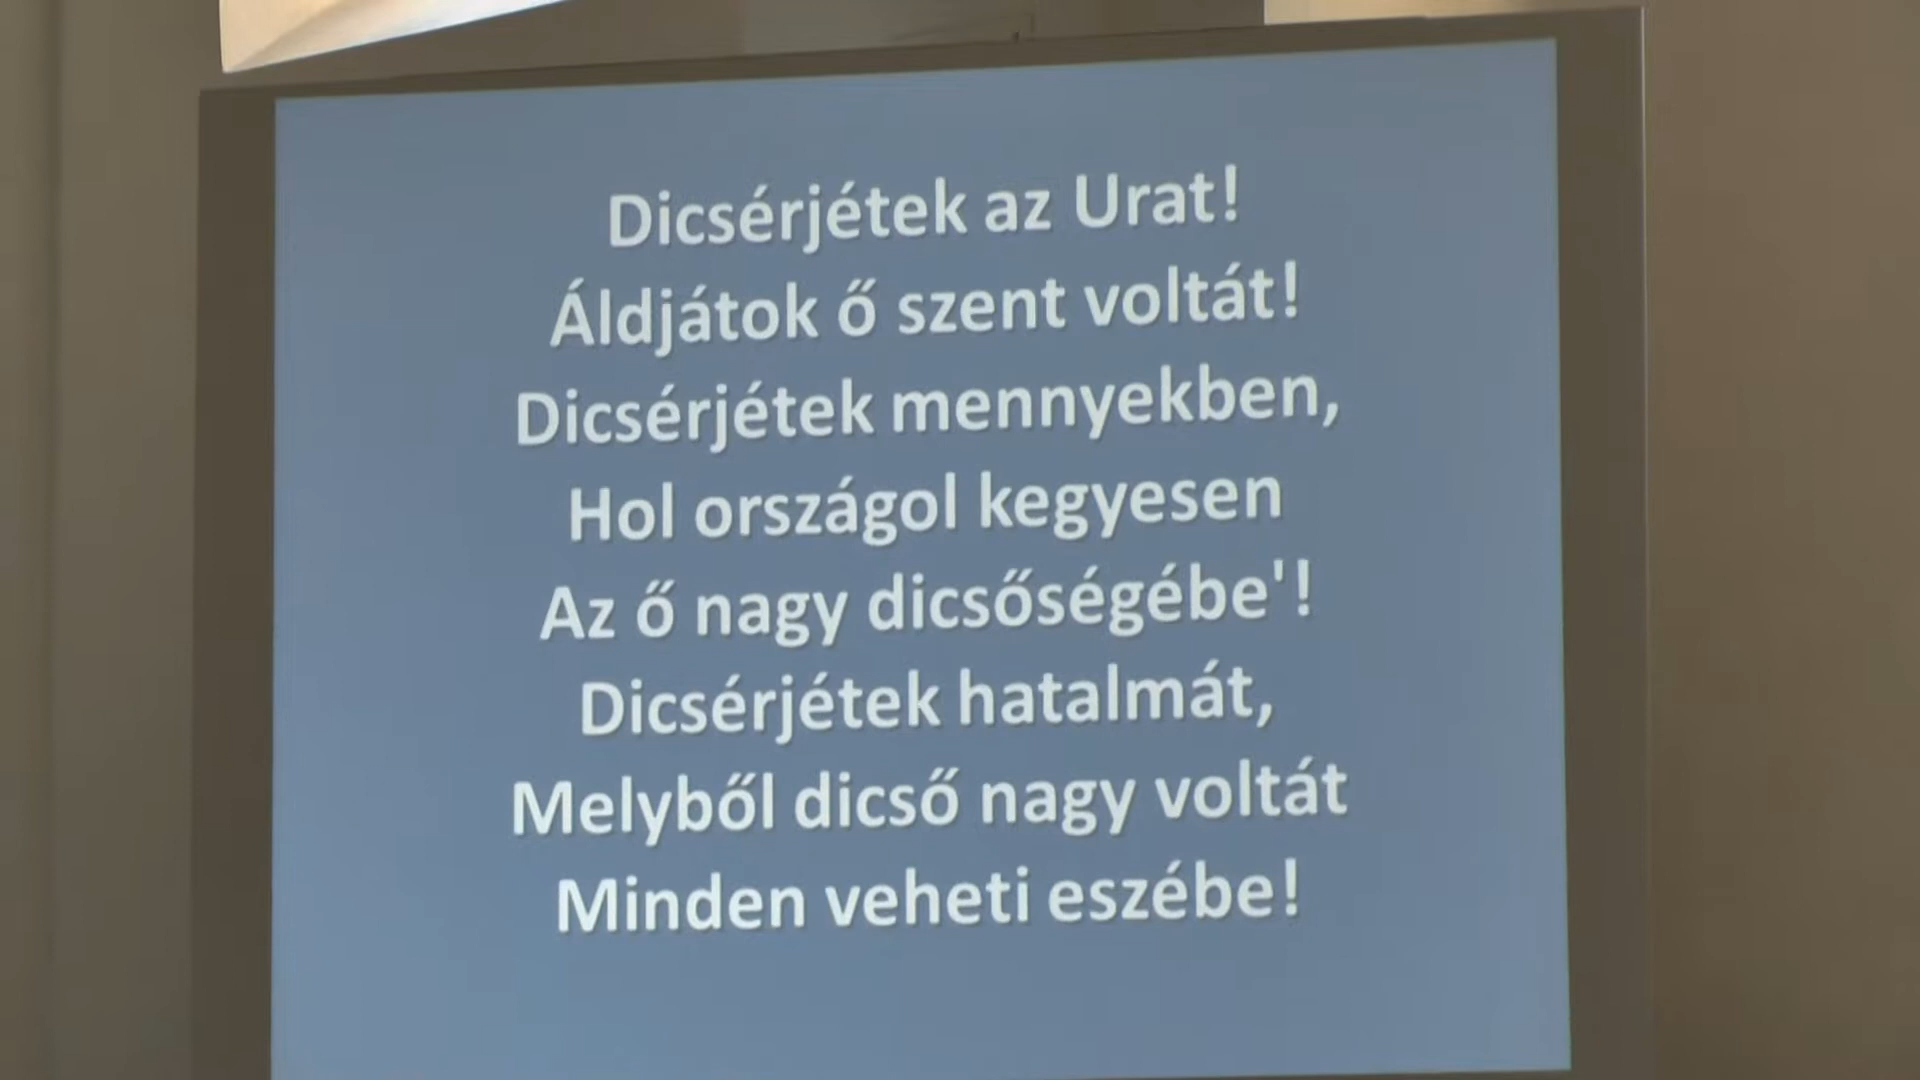 Dicsérjétek az Urat!
Áldjátok ő szent voltát!
Dicsérjétek mennyekben,
Hol országol kegyesen
Az ő nagy dicsőségébe'!
Dicsérjétek hatalmát,
Melyből dicső nagy voltát
Minden veheti eszébe!